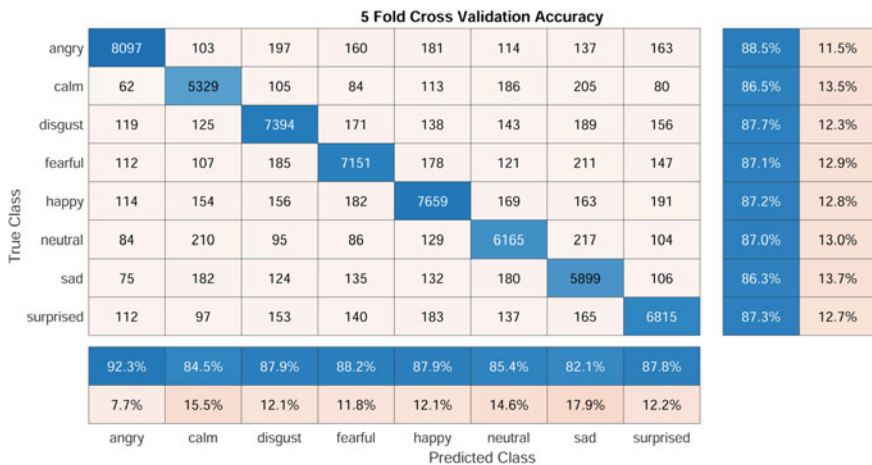 5 Fold Cross Validation Accuracy
angry 8097 103 197 160 181 114 137 163 88.5% 11.5%
calm 62 5329 105 84 113 186 205 80 86.5% 13.5%
disgust 119 125 7394 171 138 143 189 156 87.7% 12.3%
fearful 112 107 185 7151 178 121 211 147 87.1% 12.9%
happy 114 154 156 182 7659 169 163 191 87.2% 12.8%
neutral 84 210 95 86 129 6165 217 104 87.0% 13.0%
sad 75 182 124 135 132 180 5899 106 86.3% 13.7%
surprised 112 97 153 140 183 137 165 6815 87.3% 12.7%
True Class
92.3% 84.5% 87.9% 88.2% 87.9% 85.4% 82.1% 87.8%
7.7% 15.5% 12.1% 11.8% 12.1% 14.6% 17.9% 12.2%
angry calm disgust fearful happy neutral sad surprised
Predicted Class